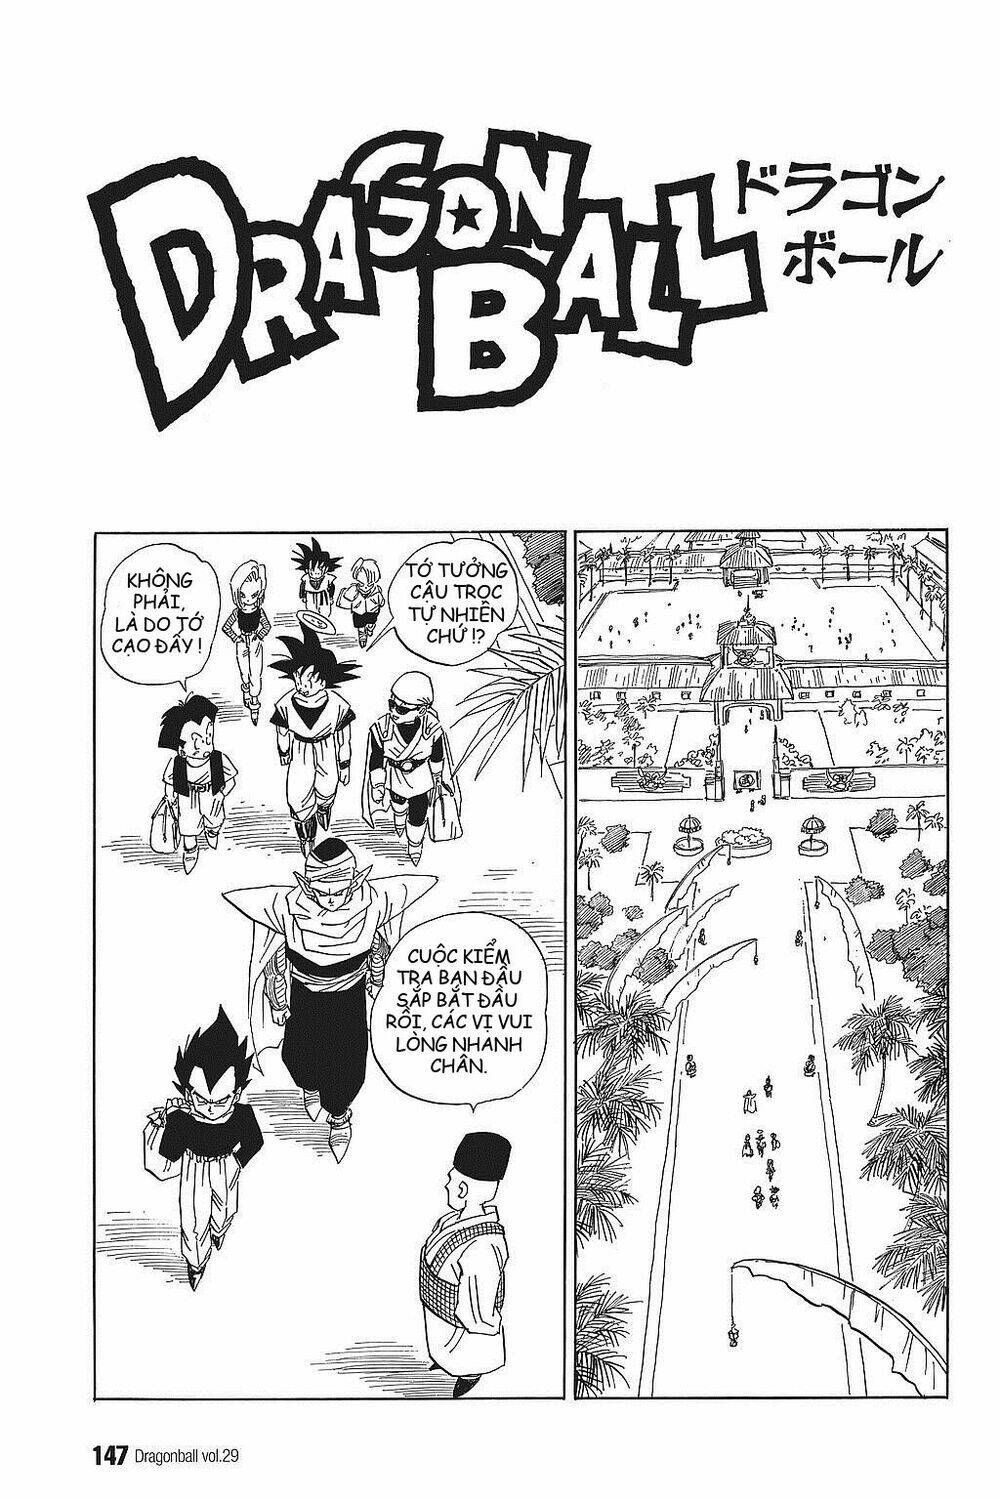 DRAGON
BALL
ドラゴン
ボール
TỚ TƯỞNG
CẬU TRỌC
TỰ NHIÊN
CHỨ !?
KHÔNG
PHẢI,
LÀ DO TỚ
CẠO ĐẤY !
CUỘC KIỂM
TRA BAN ĐẦU
SẮP BẮT ĐẦU
RỒI, CÁC VỊ VUI
LÒNG NHANH
CHÂN.
147 Dragonball vol.29